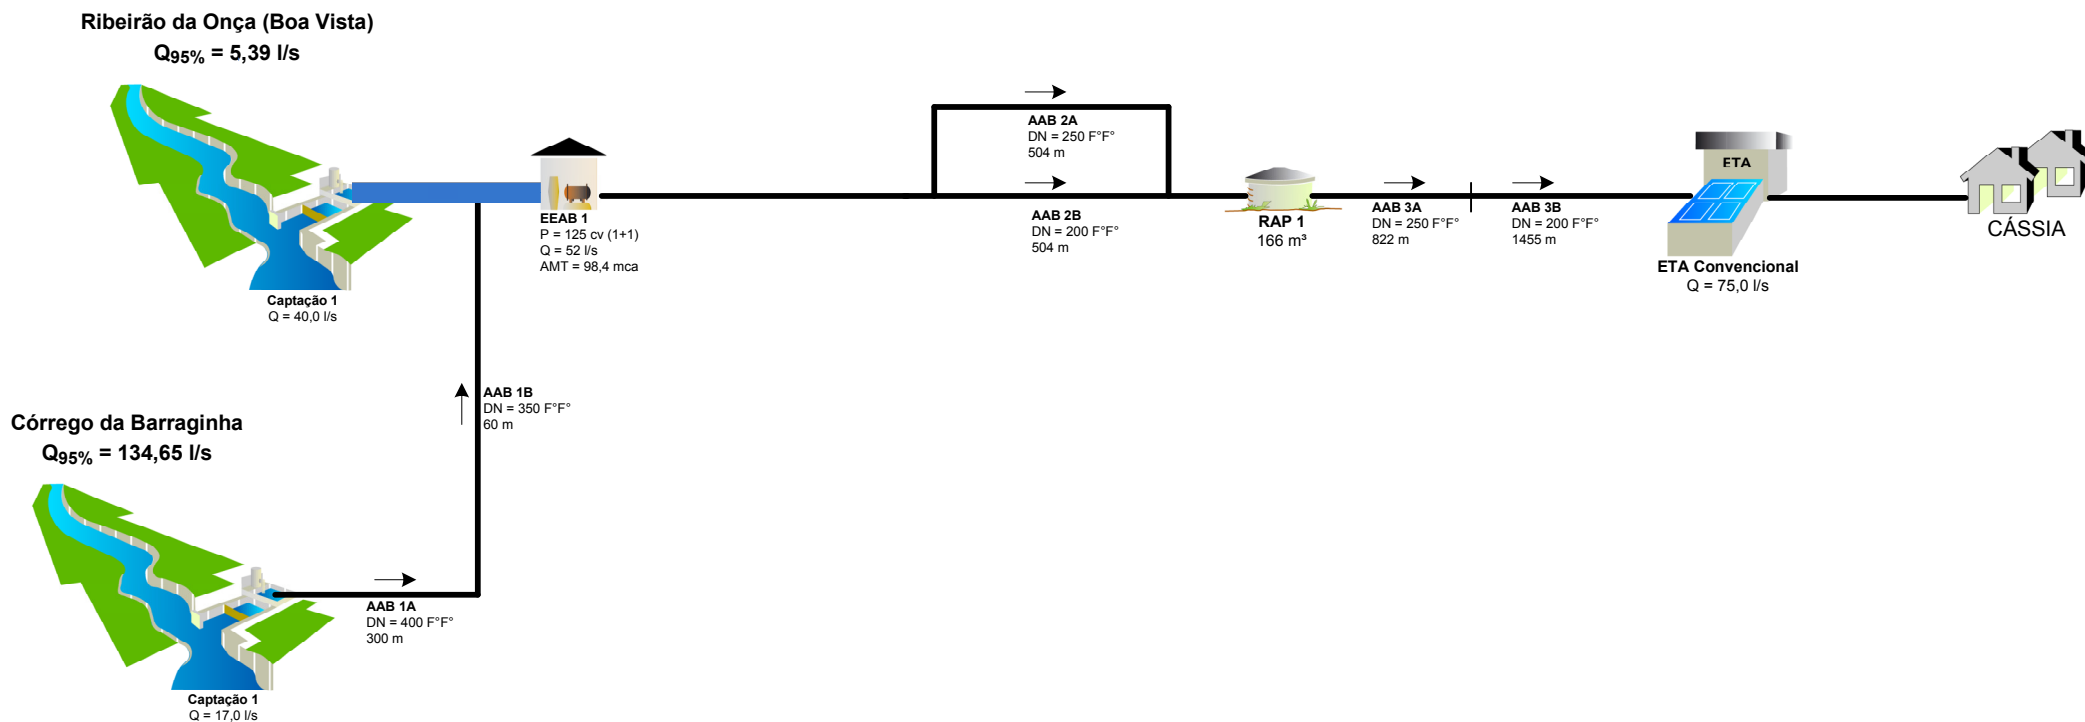 Ribeirão da Onça (Boa Vista)
Q95% = 5,39 l/s
Captação 1
Q = 40,0 l/s
EEAB 1
P = 125 cv (1+1)
Q = 52 l/s
AMT = 98,4 mca
AAB 2A
DN = 250 F°F°
504 m
AAB 2B
DN = 200 F°F°
504 m
RAP 1
166 m³
AAB 3A
DN = 250 F°F°
822 m
AAB 3B
DN = 200 F°F°
1455 m
ETA
ETA Convencional
Q = 75,0 l/s
CÁSSIA
AAB 1B
DN = 350 F°F°
60 m
Córrego da Barraginha
Q95% = 134,65 l/s
AAB 1A
DN = 400 F°F°
300 m
Captação 1
Q = 17,0 l/s